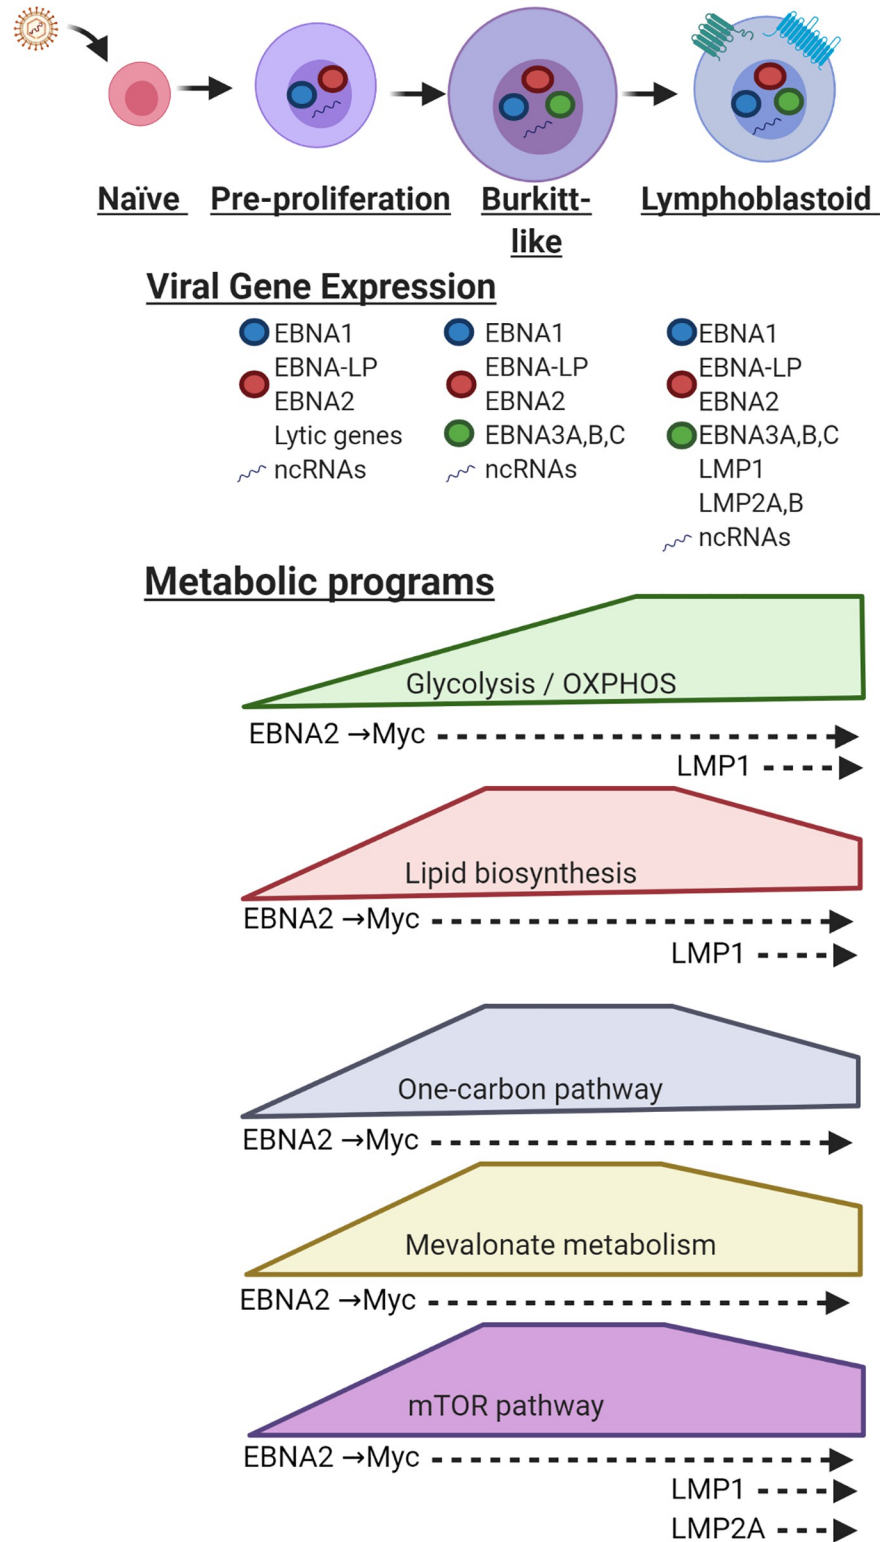 Naïve Pre-proliferation Burkitt- Lymphoblastoid
like
Viral Gene Expression
EBNA1 EBNA1 EBNA1
EBNA-LP EBNA-LP EBNA-LP
EBNA2 EBNA2 EBNA2
Lytic genes EBNA3A,B,C EBNA3A,B,C
ncRNAs ncRNAs LMP1
LMP2A,B
ncRNAs
Metabolic programs
Glycolysis / OXPHOS
EBNA2 →Myc
LMP1
Lipid biosynthesis
EBNA2 →Myc
LMP1
One-carbon pathway
EBNA2 →Myc
Mevalonate metabolism
EBNA2 →Myc
mTOR pathway
EBNA2 →Myc
LMP1
LMP2A